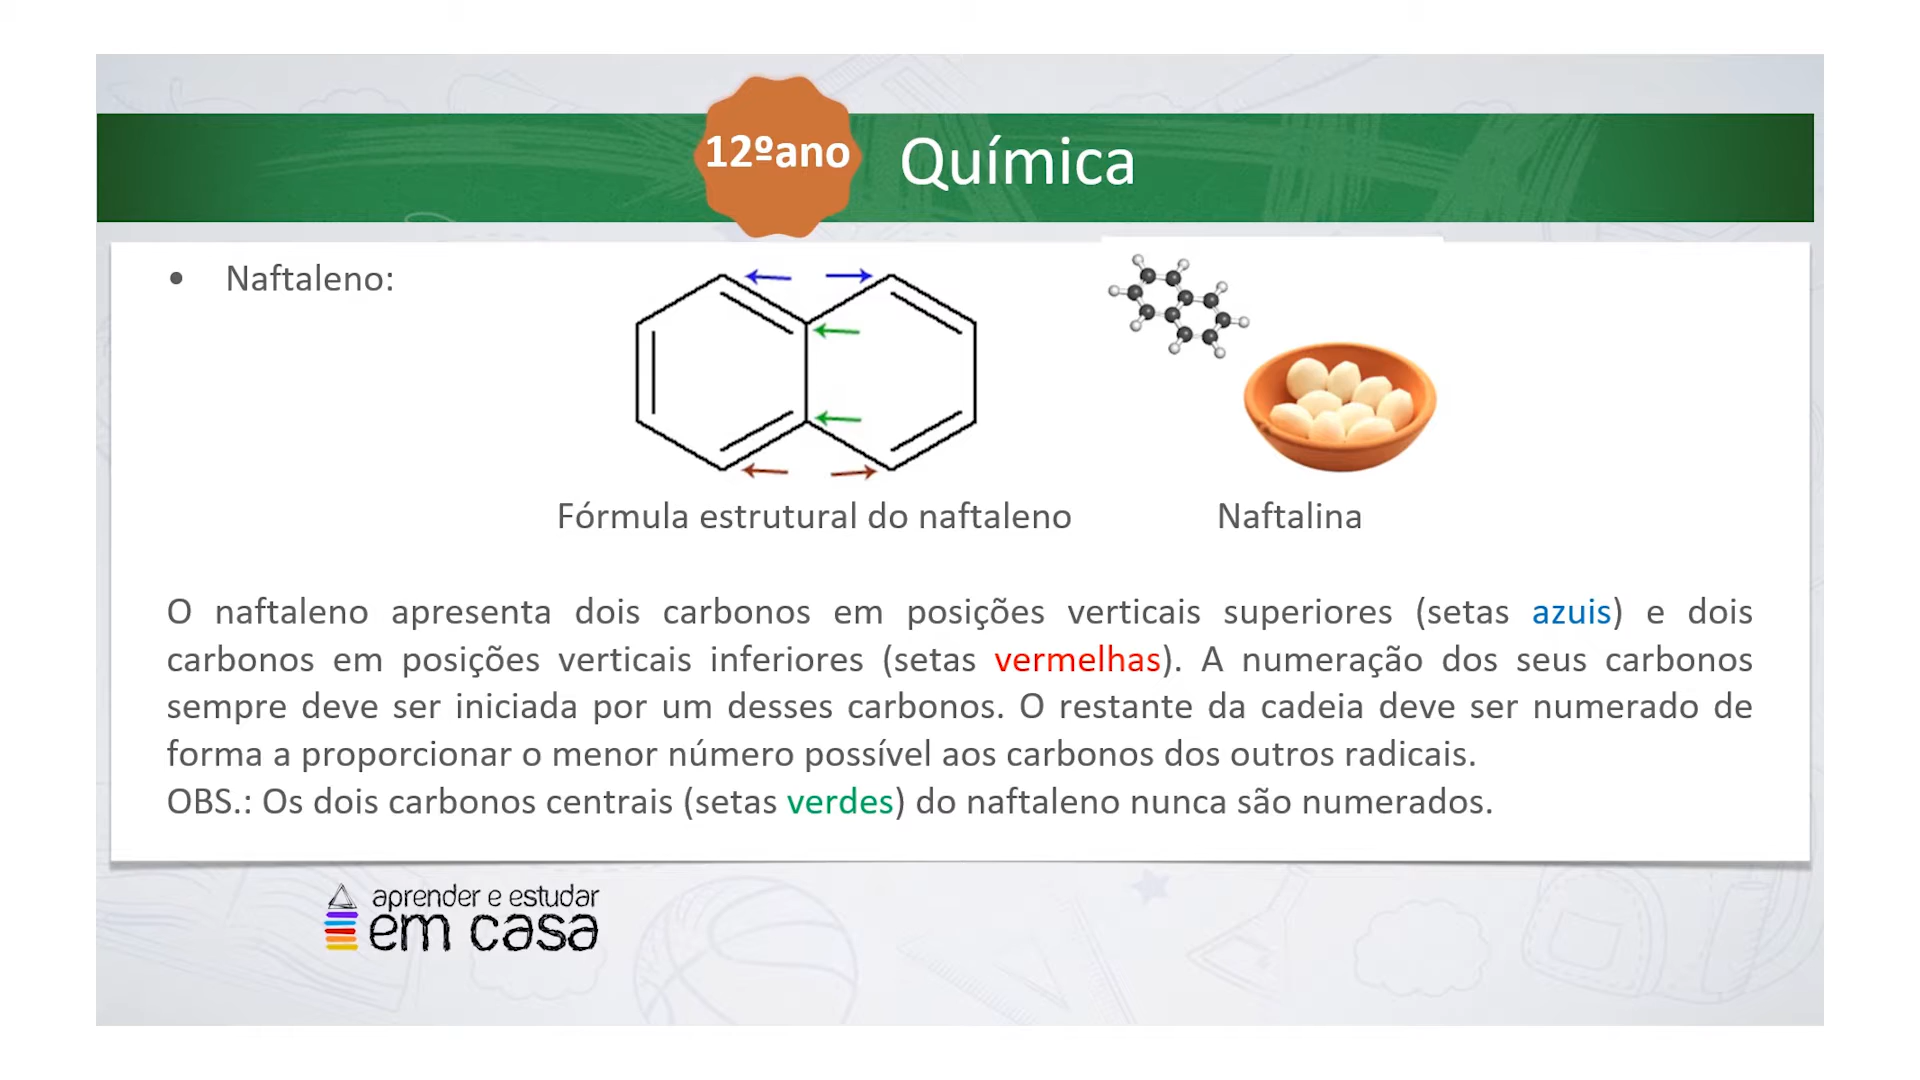 12ºano
Química
• Naftaleno:
Fórmula estrutural do naftaleno
Naftalina
O naftaleno apresenta dois carbonos em posições verticais superiores (setas azuis) e dois
carbonos em posições verticais inferiores (setas vermelhas). A numeração dos seus carbonos
sempre deve ser iniciada por um desses carbonos. O restante da cadeia deve ser numerado de
forma a proporcionar o menor número possível aos carbonos dos outros radicais.
OBS.: Os dois carbonos centrais (setas verdes) do naftaleno nunca são numerados.
aprender e estudar
em casa